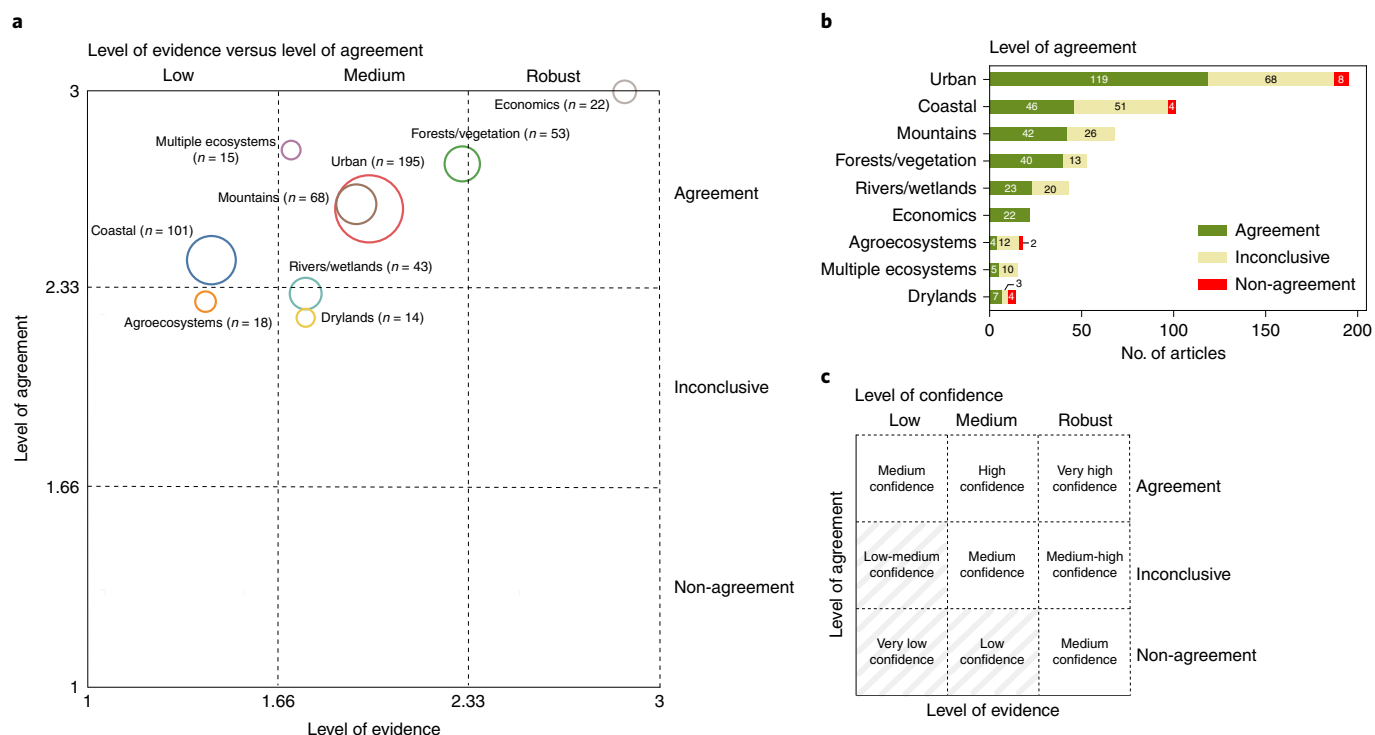 a
Level of evidence versus level of agreement
Low Medium Robust
3
Economics (n = 22)
Multiple ecosystems
(n = 15)
Forests/vegetation (n = 53)
Urban (n = 195)
Mountains (n = 68)
Agreement
Coastal (n = 101)
Rivers/wetlands (n = 43)
2.33
Agroecosystems (n = 18)
Drylands (n = 14)
Inconclusive
Level of agreement
1.66
Non-agreement
1
1 1.66 2.33 3
Level of evidence
b
Level of agreement
Urban 119 68 8
Coastal 46 51 4
Mountains 42 26
Forests/vegetation 40 13
Rivers/wetlands 23 20
Economics 22
Agroecosystems 4 12 2
Multiple ecosystems 5 10
Drylands 7 3 4
Agreement
Inconclusive
Non-agreement
0 50 100 150 200
No. of articles
c
Level of confidence
Low Medium Robust
Medium
confidence
High
confidence
Very high
confidence
Agreement
Low-medium
confidence
Medium
confidence
Medium-high
confidence
Inconclusive
Very low
confidence
Low
confidence
Medium
confidence
Non-agreement
Level of agreement
Level of evidence